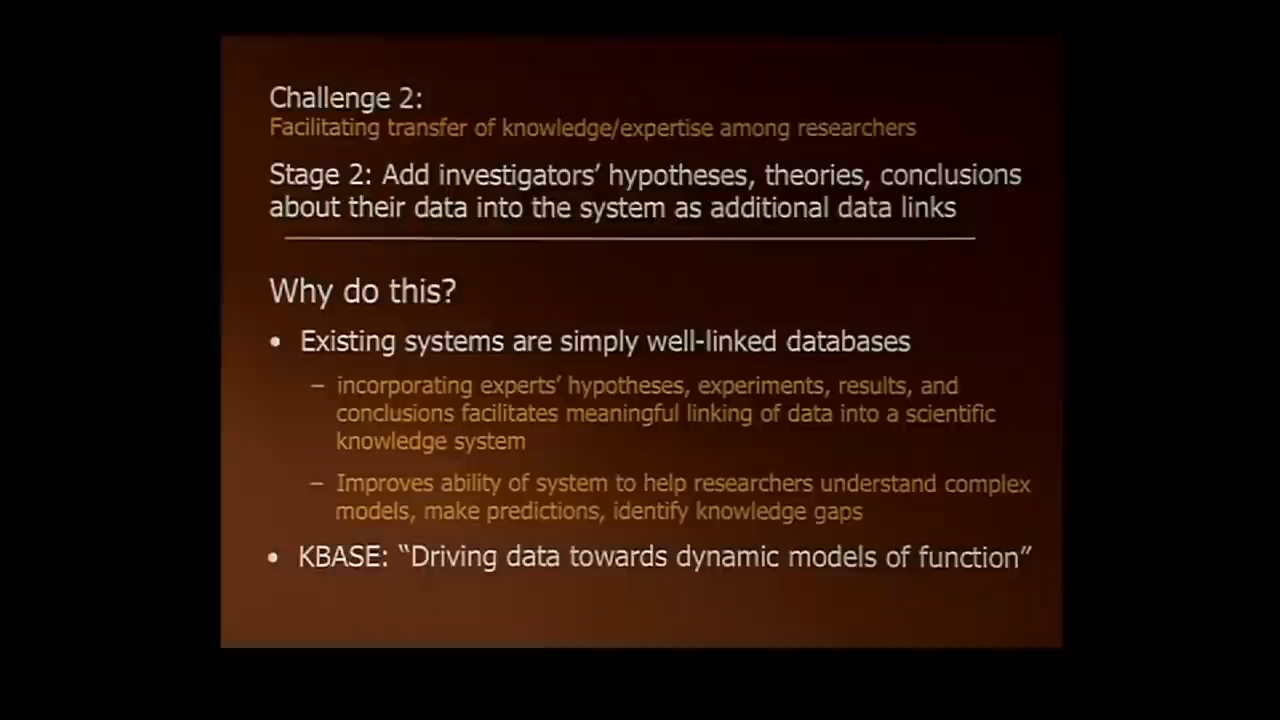 Challenge 2:
Facilitating transfer of knowledge/expertise among researchers
Stage 2: Add investigators’ hypotheses, theories, conclusions
about their data into the system as additional data links
Why do this?
• Existing systems are simply well-linked databases
– incorporating experts’ hypotheses, experiments, results, and
conclusions facilitates meaningful linking of data into a scientific
knowledge system
– Improves ability of system to help researchers understand complex
models, make predictions, identify knowledge gaps
• KBASE: “Driving data towards dynamic models of function”